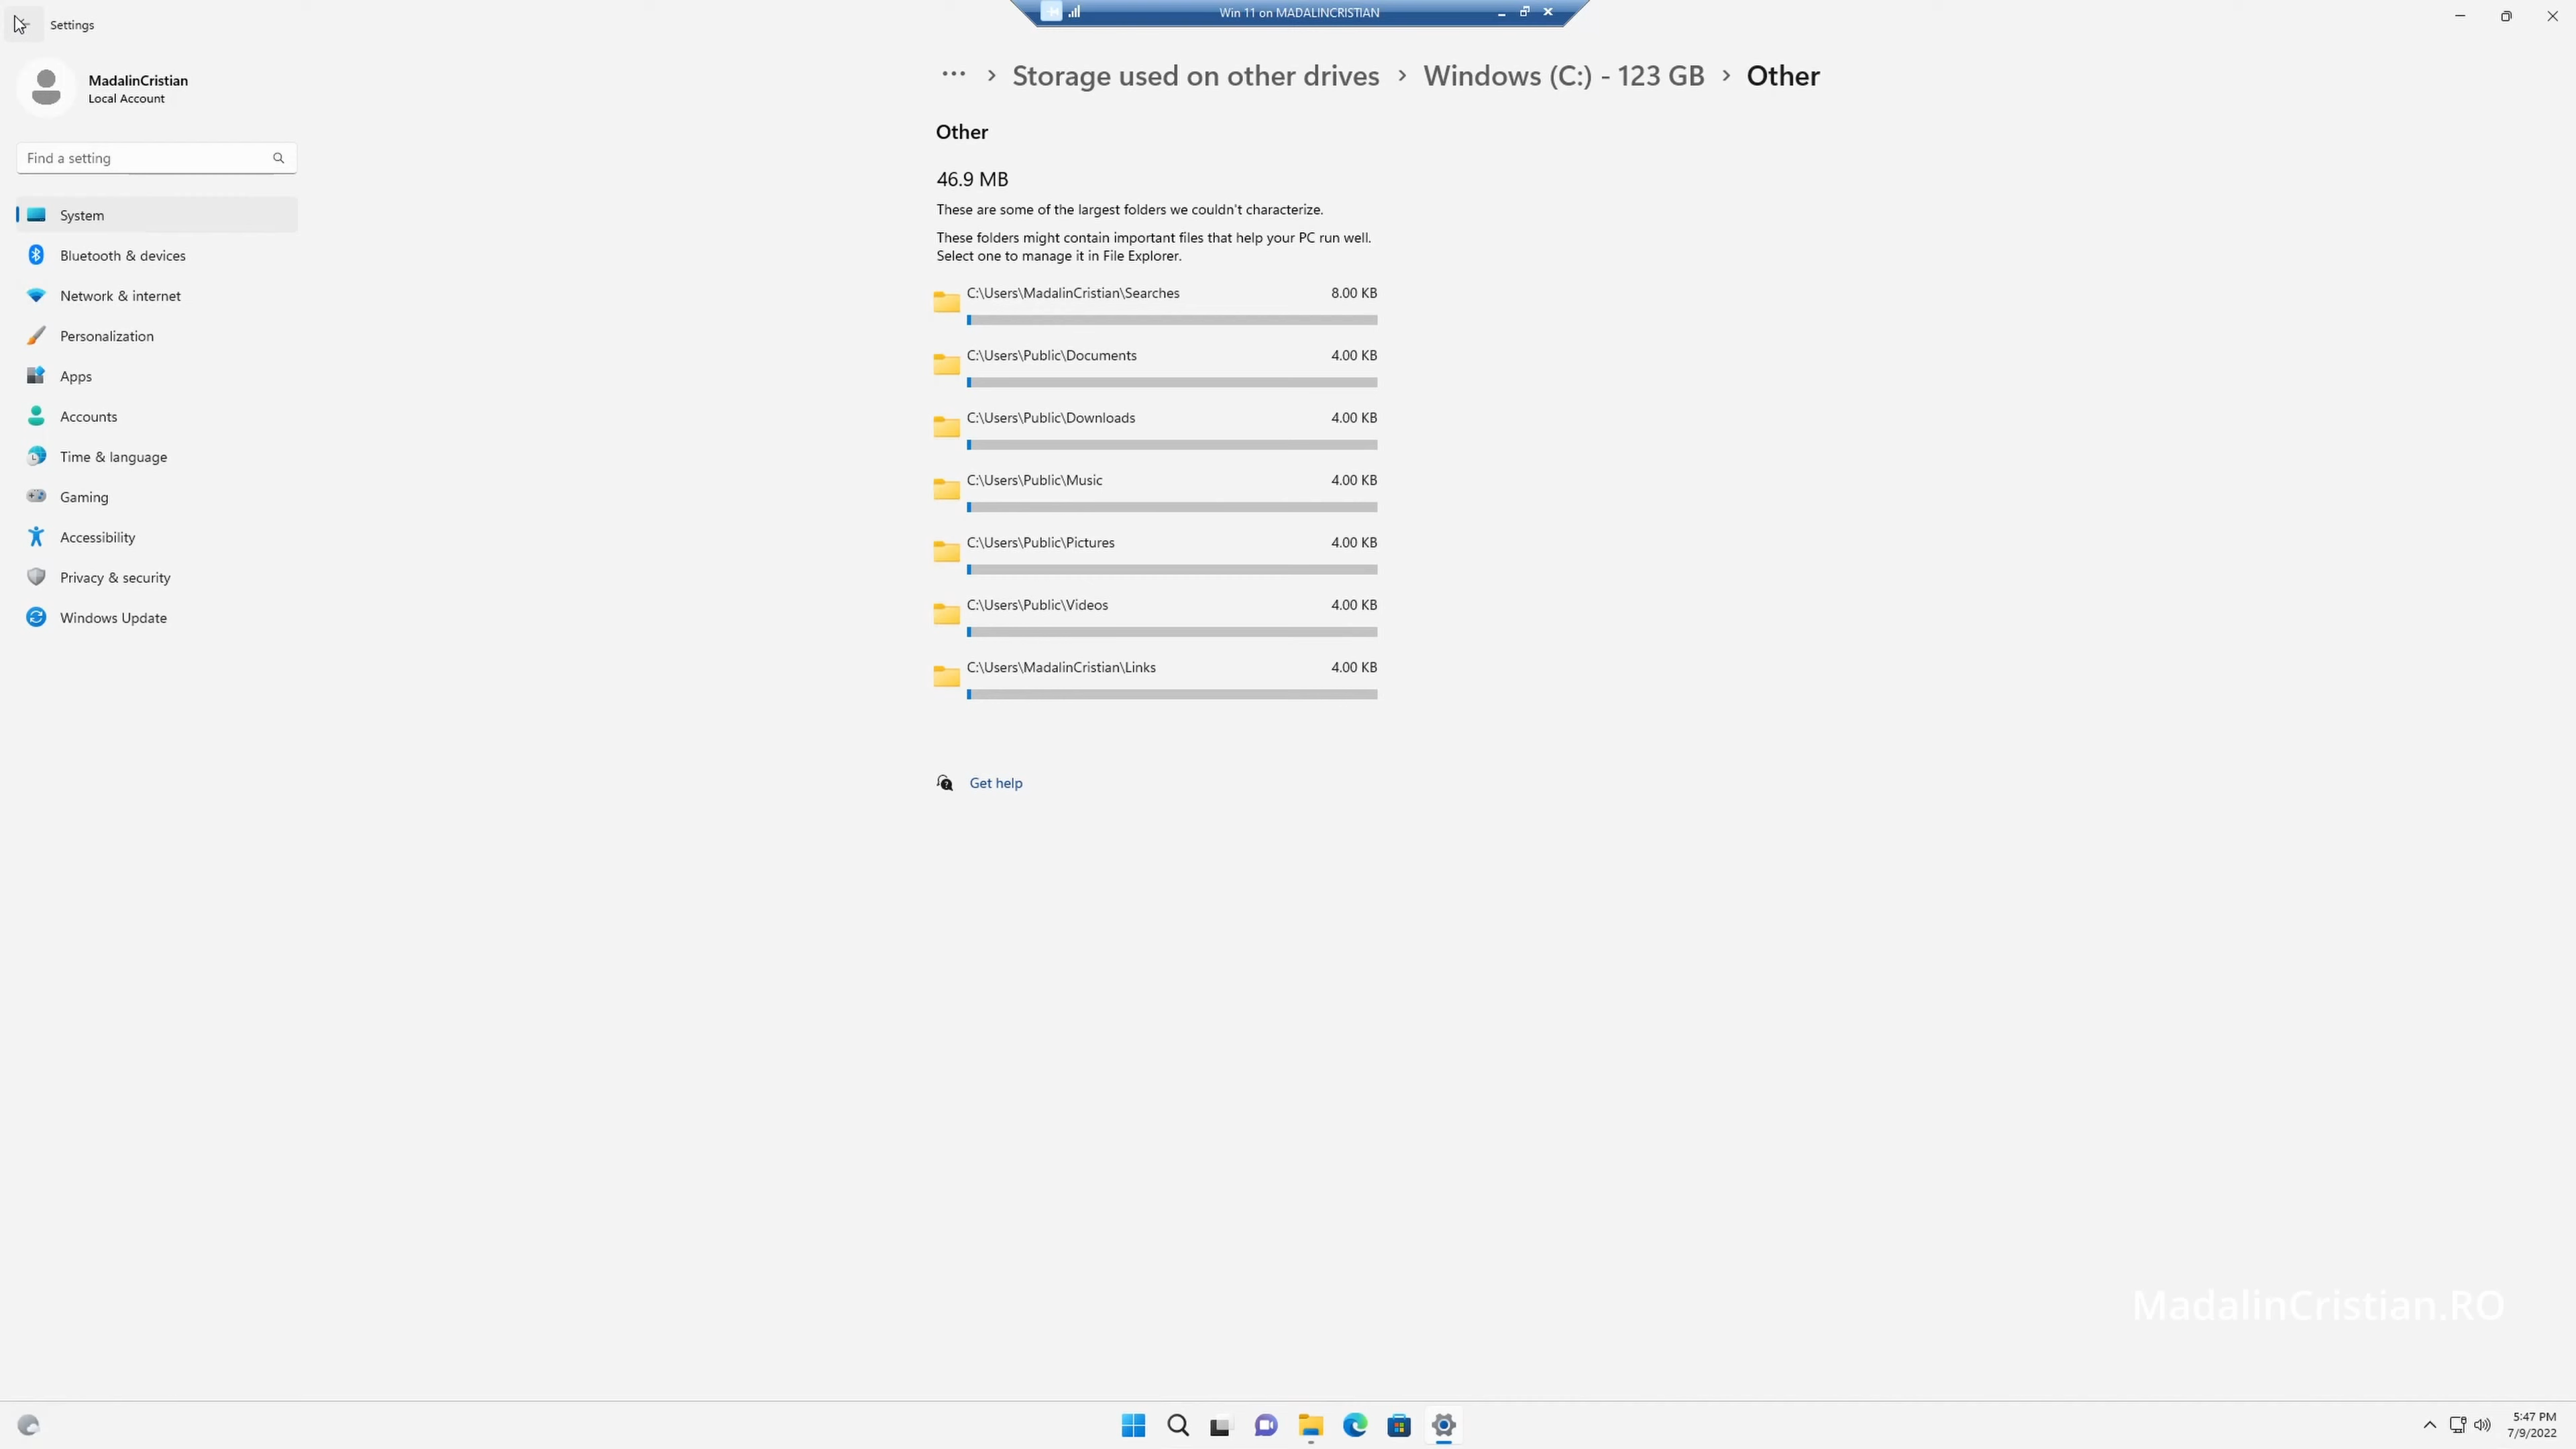 Settings
Win 11 on MADALINCRISTIAN
MadalinCristian
Local Account
Find a setting
System
Bluetooth & devices
Network & internet
Personalization
Apps
Accounts
Time & language
Gaming
Accessibility
Privacy & security
Windows Update
... > Storage used on other drives > Windows (C:) - 123 GB > Other
Other
46.9 MB
These are some of the largest folders we couldn't characterize.
These folders might contain important files that help your PC run well.
Select one to manage it in File Explorer.
C:\Users\MadalinCristian\Searches 8.00 KB
C:\Users\Public\Documents 4.00 KB
C:\Users\Public\Downloads 4.00 KB
C:\Users\Public\Music 4.00 KB
C:\Users\Public\Pictures 4.00 KB
C:\Users\Public\Videos 4.00 KB
C:\Users\MadalinCristian\Links 4.00 KB
Get help
MadalinCristian.RO
5:47 PM
7/9/2022